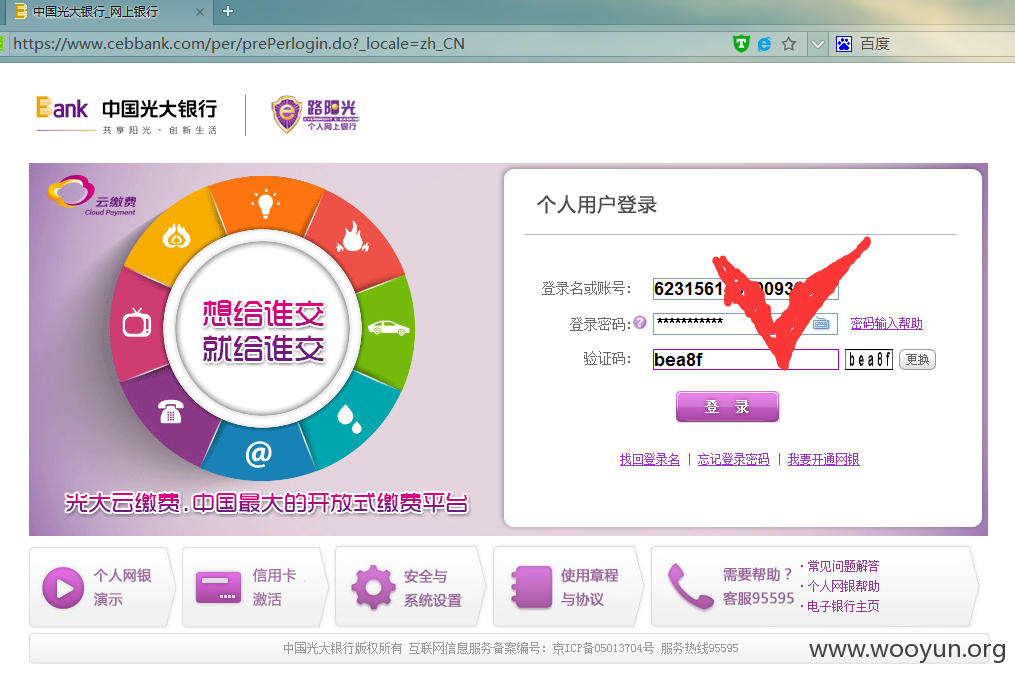 中国光大银行_网上银行
https://www.cebbank.com/per/prePerlogin.do?_locale=zh_CN
百度
Bank 中国光大银行
共享阳光·创新生活
e路阳光
EVERBRIGHT E-BANKING
个人网上银行
云缴费
Cloud Payment
想给谁交
就给谁交
@
光大云缴费.中国最大的开放式缴费平台
个人用户登录
登录名或账号:
登录密码:
***********
密码输入帮助
验证码:
bea8f
bea8f
更换
登 录
找回登录名 | 忘记登录密码 | 我要开通网银
个人网银
演示
信用卡
激活
安全与
系统设置
使用章程
与协议
需要帮助?
客服95595
·常见问题解答
·个人网银帮助
·电子银行主页
中国光大银行版权所有 互联网信息服务备案编号: 京ICP备05013704号 服务热线95595
www.wooyun.org